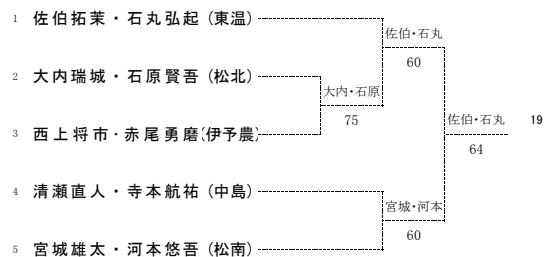 1 佐伯拓茉・石丸弘起(東温)
佐伯・石丸
60
2 大内瑞城・石原賢吾(松北)
大内・石原
75
3 西上将市・赤尾勇磨(伊予農)
佐伯・石丸
64
19
4 清瀬直人・寺本航祐(中島)
宮城・河本
60
5 宮城雄太・河本悠吾(松南)